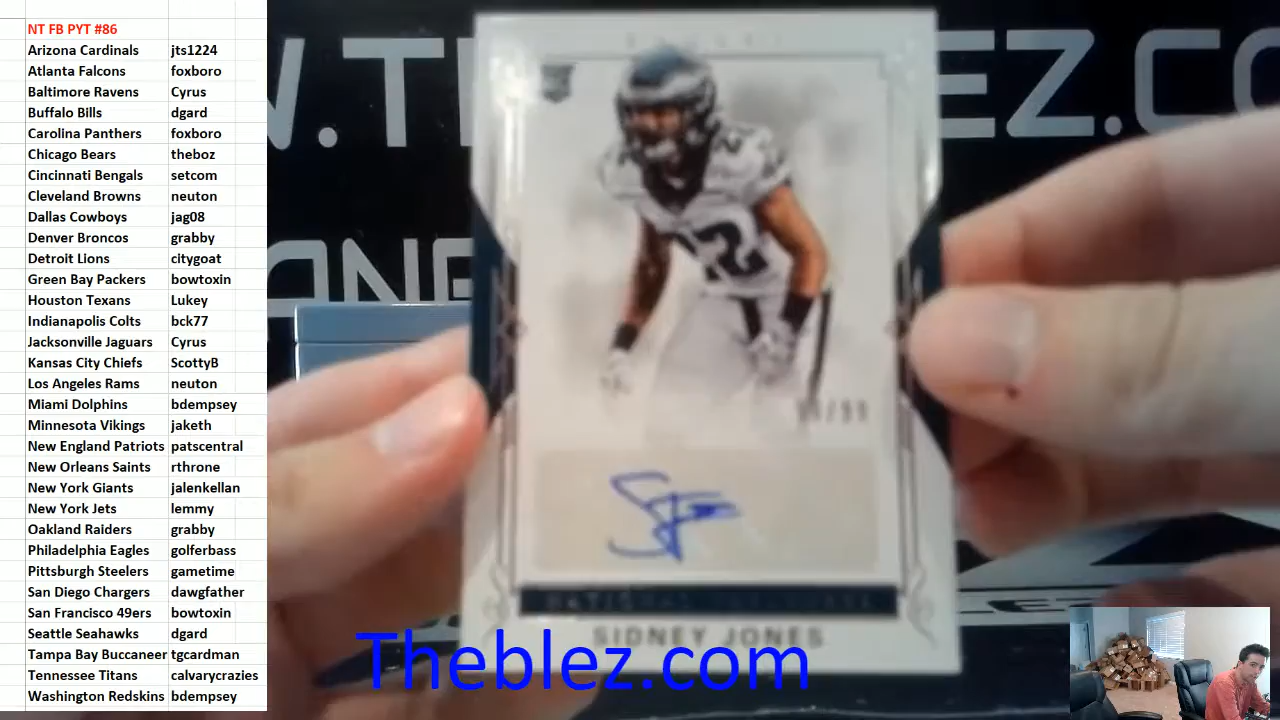 NT FB PYT #86
Arizona Cardinals jts1224
Atlanta Falcons foxboro
Baltimore Ravens Cyrus
Buffalo Bills dgard
Carolina Panthers foxboro
Chicago Bears theboz
Cincinnati Bengals setcom
Cleveland Browns neuton
Dallas Cowboys jag08
Denver Broncos grabby
Detroit Lions citygoat
Green Bay Packers bowtoxin
Houston Texans Lukey
Indianapolis Colts bck77
Jacksonville Jaguars Cyrus
Kansas City Chiefs ScottyB
Los Angeles Rams neuton
Miami Dolphins bdempsey
Minnesota Vikings jaketh
New England Patriots patscentral
New Orleans Saints rthrone
New York Giants jalenkellan
New York Jets lemmy
Oakland Raiders grabby
Philadelphia Eagles golferbass
Pittsburgh Steelers gametime
San Diego Chargers dawgfather
San Francisco 49ers bowtoxin
Seattle Seahawks dgard
Tampa Bay Buccaneer tgcardman
Tennessee Titans calvarycrazies
Washington Redskins bdempsey
W.T
EZ.CO
RC
22
SIDNEY JONES
Theblez.com